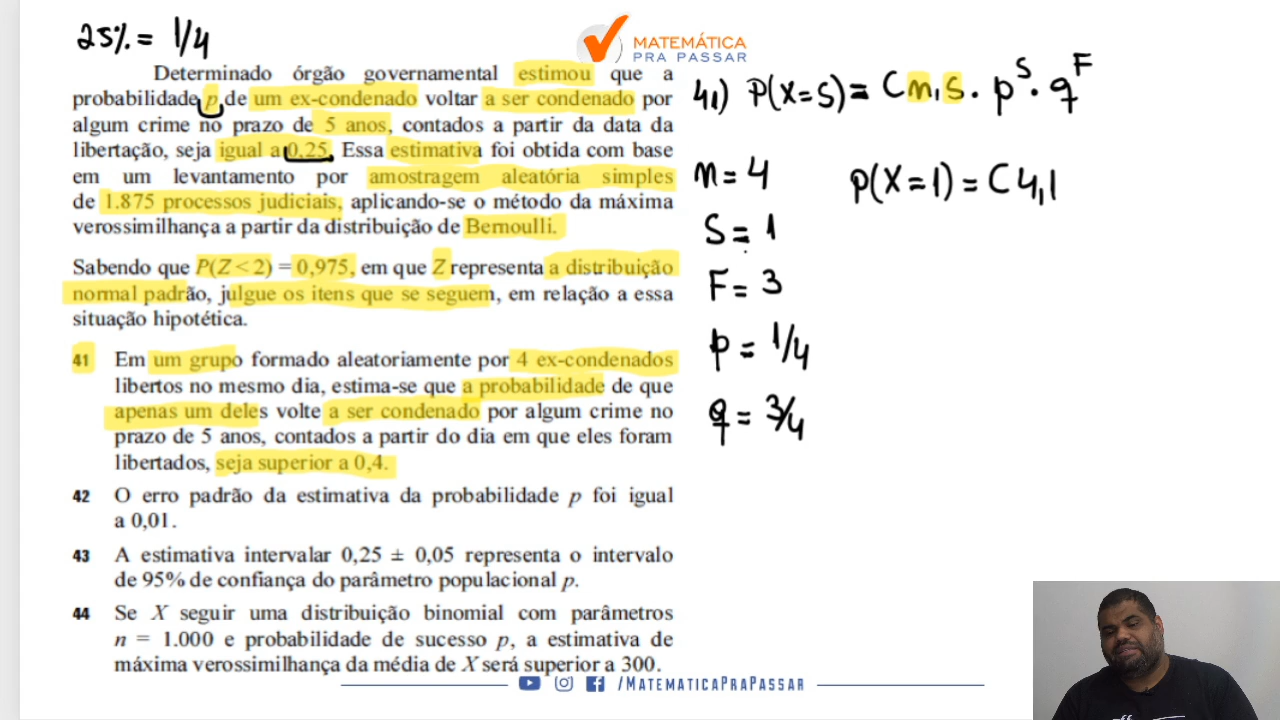 25% = 1/4
MATEMÁTICA
PRA PASSAR
Determinado órgão governamental estimou que a
probabilidade p de um ex-condenado voltar a ser condenado por
algum crime no prazo de 5 anos, contados a partir da data da
libertação, seja igual a 0,25. Essa estimativa foi obtida com base
em um levantamento por amostragem aleatória simples
de 1.875 processos judiciais, aplicando-se o método da máxima
verossimilhança a partir da distribuição de Bernoulli.
Sabendo que P(Z < 2) = 0,975, em que Z representa a distribuição
normal padrão, julgue os itens que se seguem, em relação a essa
situação hipotética.
41 Em um grupo formado aleatoriamente por 4 ex-condenados
libertos no mesmo dia, estima-se que a probabilidade de que
apenas um deles volte a ser condenado por algum crime no
prazo de 5 anos, contados a partir do dia em que eles foram
libertados, seja superior a 0,4.
42 O erro padrão da estimativa da probabilidade p foi igual
a 0,01.
43 A estimativa intervalar 0,25 ± 0,05 representa o intervalo
de 95% de confiança do parâmetro populacional p.
44 Se X seguir uma distribuição binomial com parâmetros
n = 1.000 e probabilidade de sucesso p, a estimativa de
máxima verossimilhança da média de X será superior a 300.
41) P(X=S) = C n,S . p^S . q^F
n = 4
P(X=1) = C 4,1
S = 1
F = 3
p = 1/4
q = 3/4
/MATEMATICAPRAPASSAR